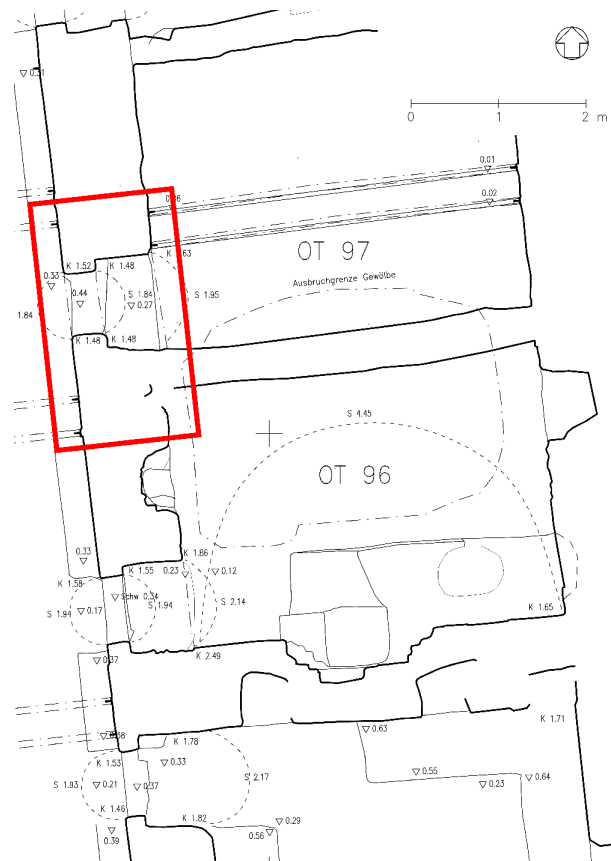 0.31
0 1 2 m
0.01
0.02
K 1.52 K 1.48
0.33
0.44
S 1.84
0.27
S 1.95
1.84
K 1.48 K 1.48
OT 97
Ausbruchgrenze Gewölbe
S 4.45
OT 96
0.33
K 1.58 K 1.55 0.23 K 1.66 0.12
Schw 0.34
S 1.94 0.17 S 1.94 S 2.14
K 1.65
K 2.49
0.37
K 1.71
K 1.78
0.63
K 1.53 0.33
S 1.93 0.21 0.37 S 2.17
0.55 0.23 0.64
K 1.46 K 1.82
0.29
0.39 0.56